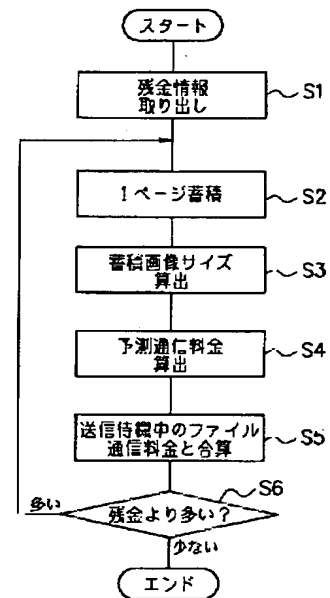 スタート
残金情報
取り出し
S1
1ページ蓄積
S2
蓄積画像サイズ
算出
S3
予測通信料金
算出
S4
送信待機中のファイル
通信料金と合算
S5
S6
多い
残金より多い?
少ない
エンド